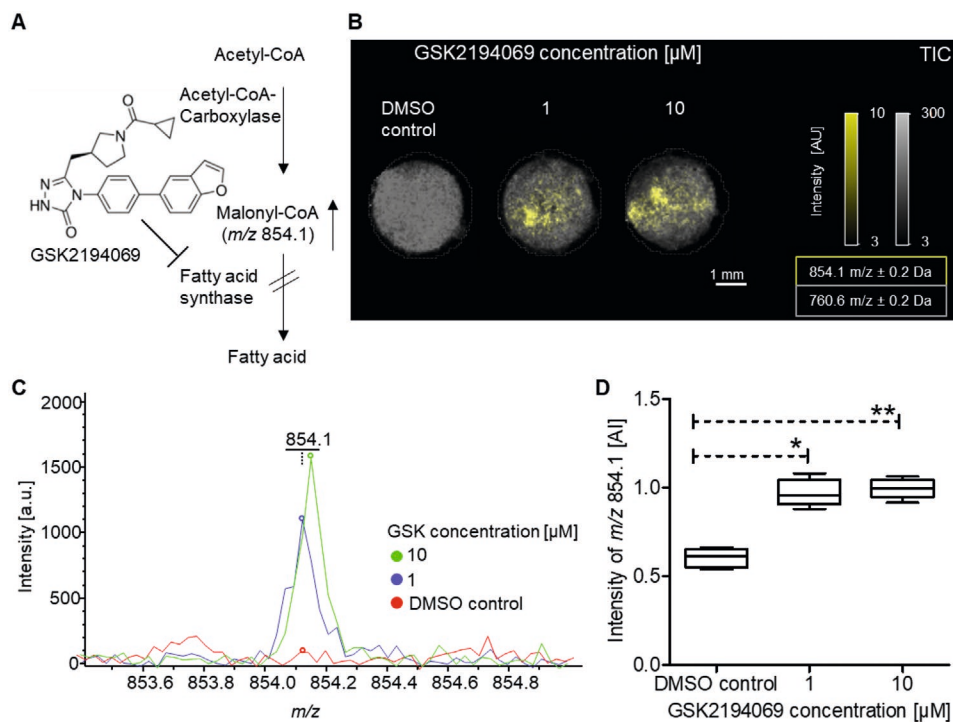 A
Acetyl-CoA
Acetyl-CoA-
Carboxylase
O
N
N
N
HN
O
O
GSK2194069
Malonyl-CoA
(m/z 854.1)
Fatty acid
synthase
Fatty acid
B
GSK2194069 concentration [µM]
TIC
DMSO
control
1
10
10
300
Intensity [AU]
3
3
1 mm
854.1 m/z ± 0.2 Da
760.6 m/z ± 0.2 Da
C
2000
1500
1000
500
0
Intensity [a.u.]
854.1
GSK concentration [µM]
10
1
DMSO control
853.6 853.8 854.0 854.2 854.4 854.6 854.8
m/z
D
1.5
1.0
0.5
0.0
Intensity of m/z 854.1 [AI]
**
*
DMSO control 1 10
GSK2194069 concentration [µM]